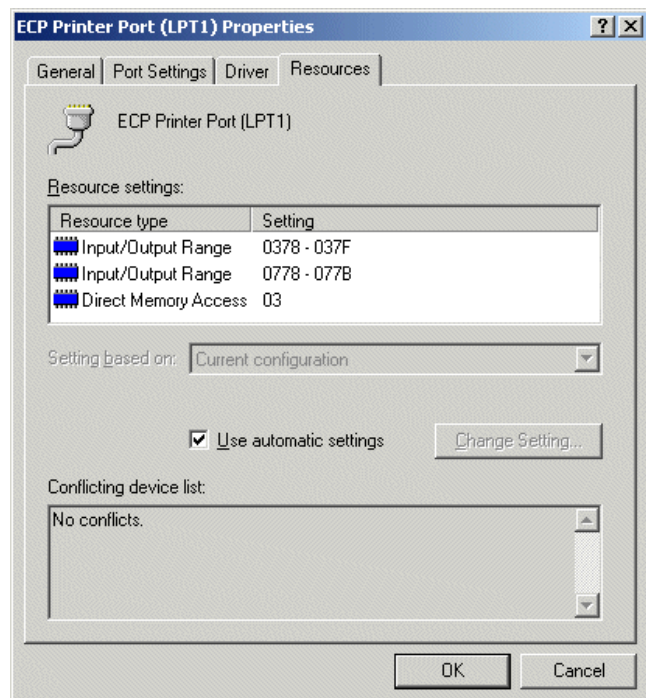 ECP Printer Port (LPT1) Properties
General Port Settings Driver Resources
ECP Printer Port (LPT1)
Resource settings:
Resource type Setting
Input/Output Range 0378 - 037F
Input/Output Range 0778 - 077B
Direct Memory Access 03
Setting based on: Current configuration
Use automatic settings Change Setting...
Conflicting device list:
No conflicts.
OK Cancel